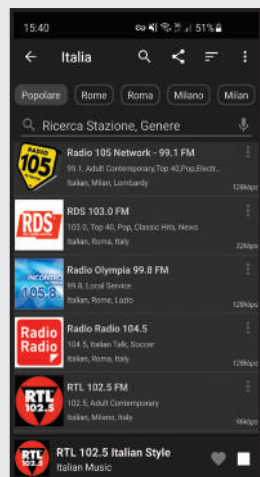 15:40 51%
Italia
Popolare Rome Roma Milano Milan
Ricerca Stazione, Genere
RADIO 105 NETWORK
Radio 105 Network - 99.1 FM
99.1, Adult Contemporary,Top 40,Pop,Electr...
Italian, Milan, Lombardy
128kbps
RDS
RDS 103.0 FM
103.0, Top 40, Pop, Classic Hits, News
Italian, Roma, Italy
32kbps
INCONTRO
105.8
Radio Olympia 99.8 FM
99.8, Local Service
Italian, Rome, Lazio
128kbps
Radio
Radio
Radio Radio 104.5
104.5, Italian Talk, Soccer
Italian, Roma, Italy
128kbps
RTL
102.5
RTL 102.5 FM
102.5, Adult Contemporary
Italian, Milano, Italy
96kbps
RTL
102.5
RTL 102.5 Italian Style
Italian Music